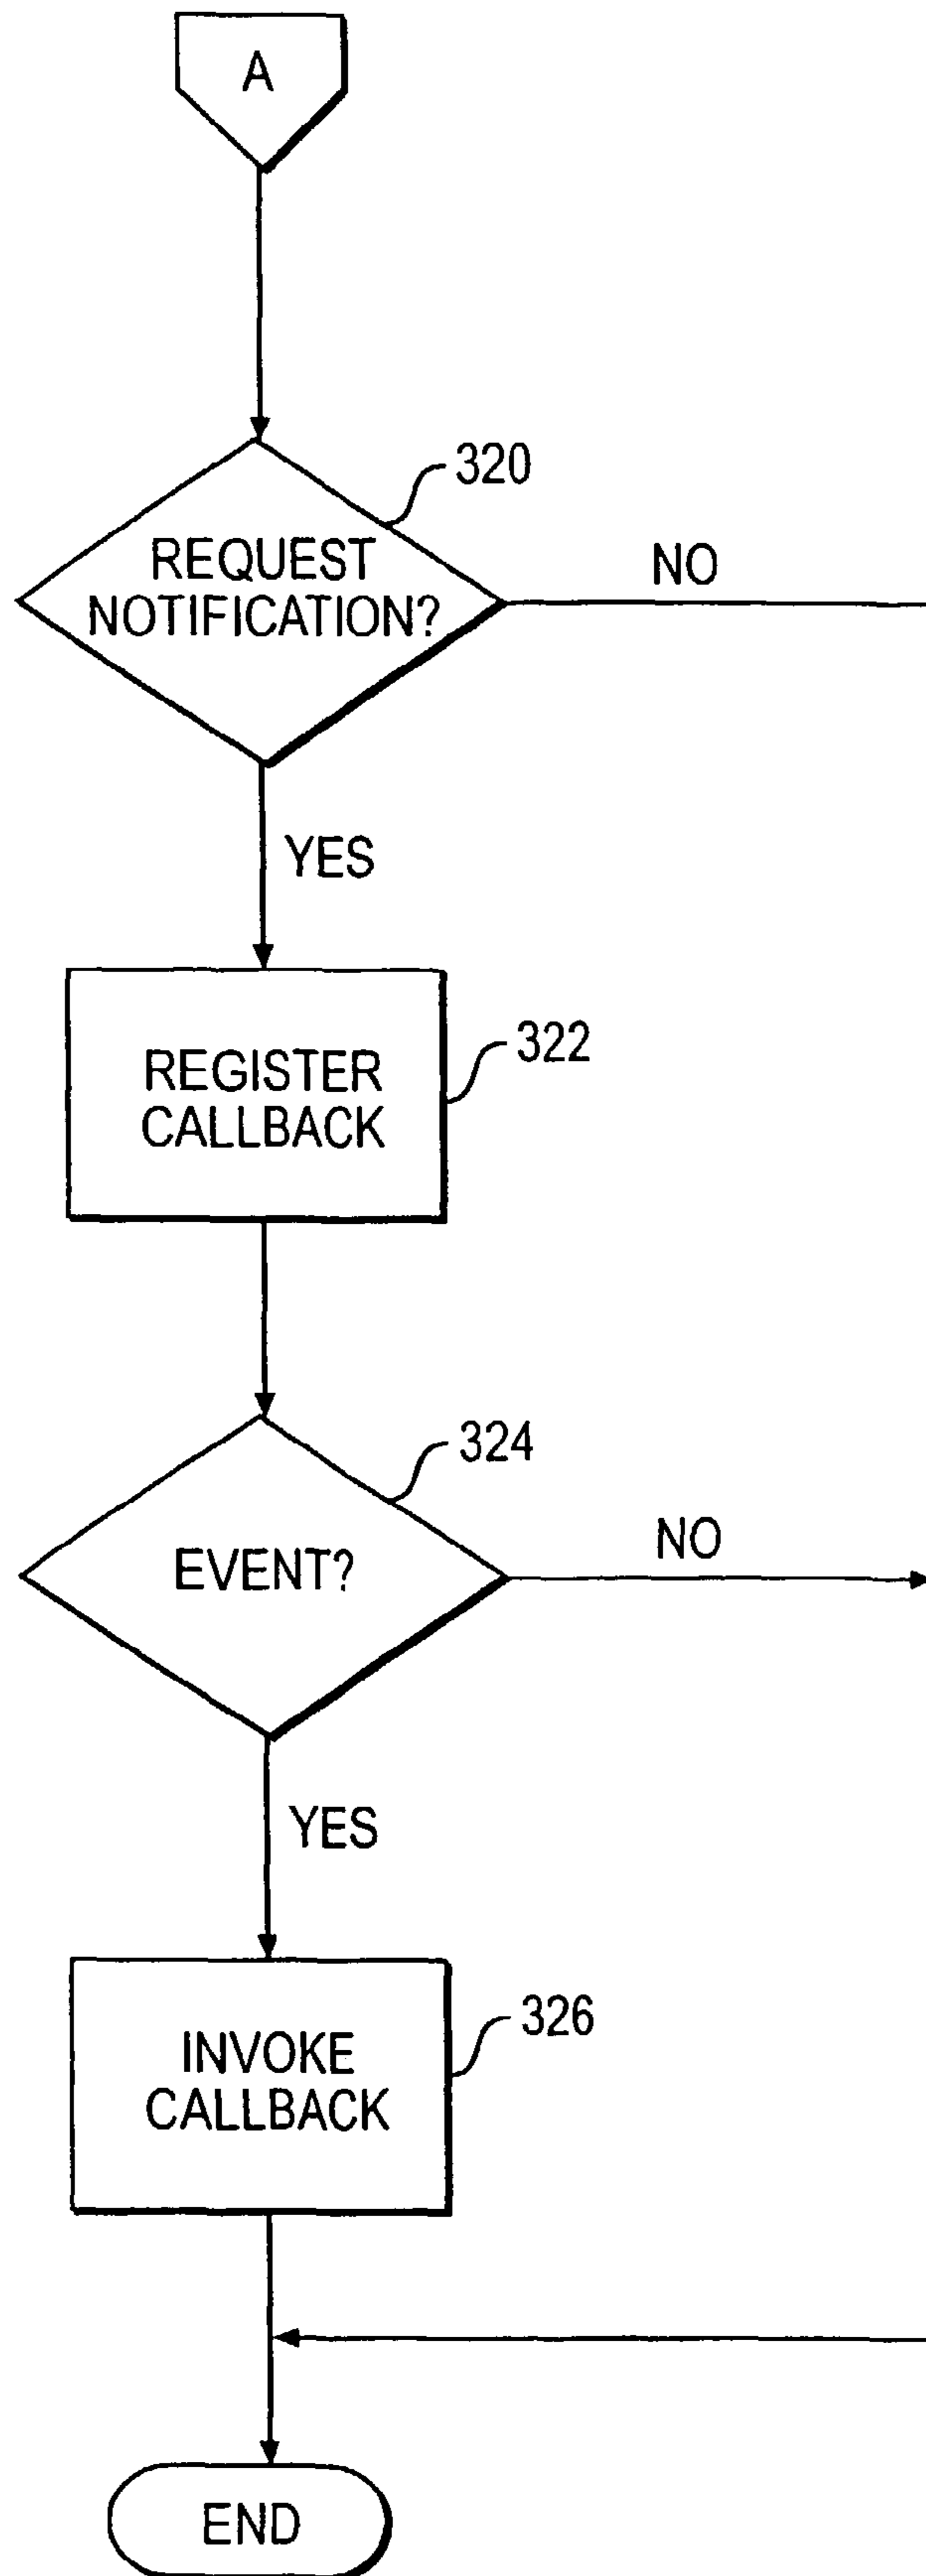 A
320
REQUEST
NOTIFICATION?
NO
YES
322
REGISTER
CALLBACK
324
EVENT?
NO
YES
326
INVOKE
CALLBACK
END